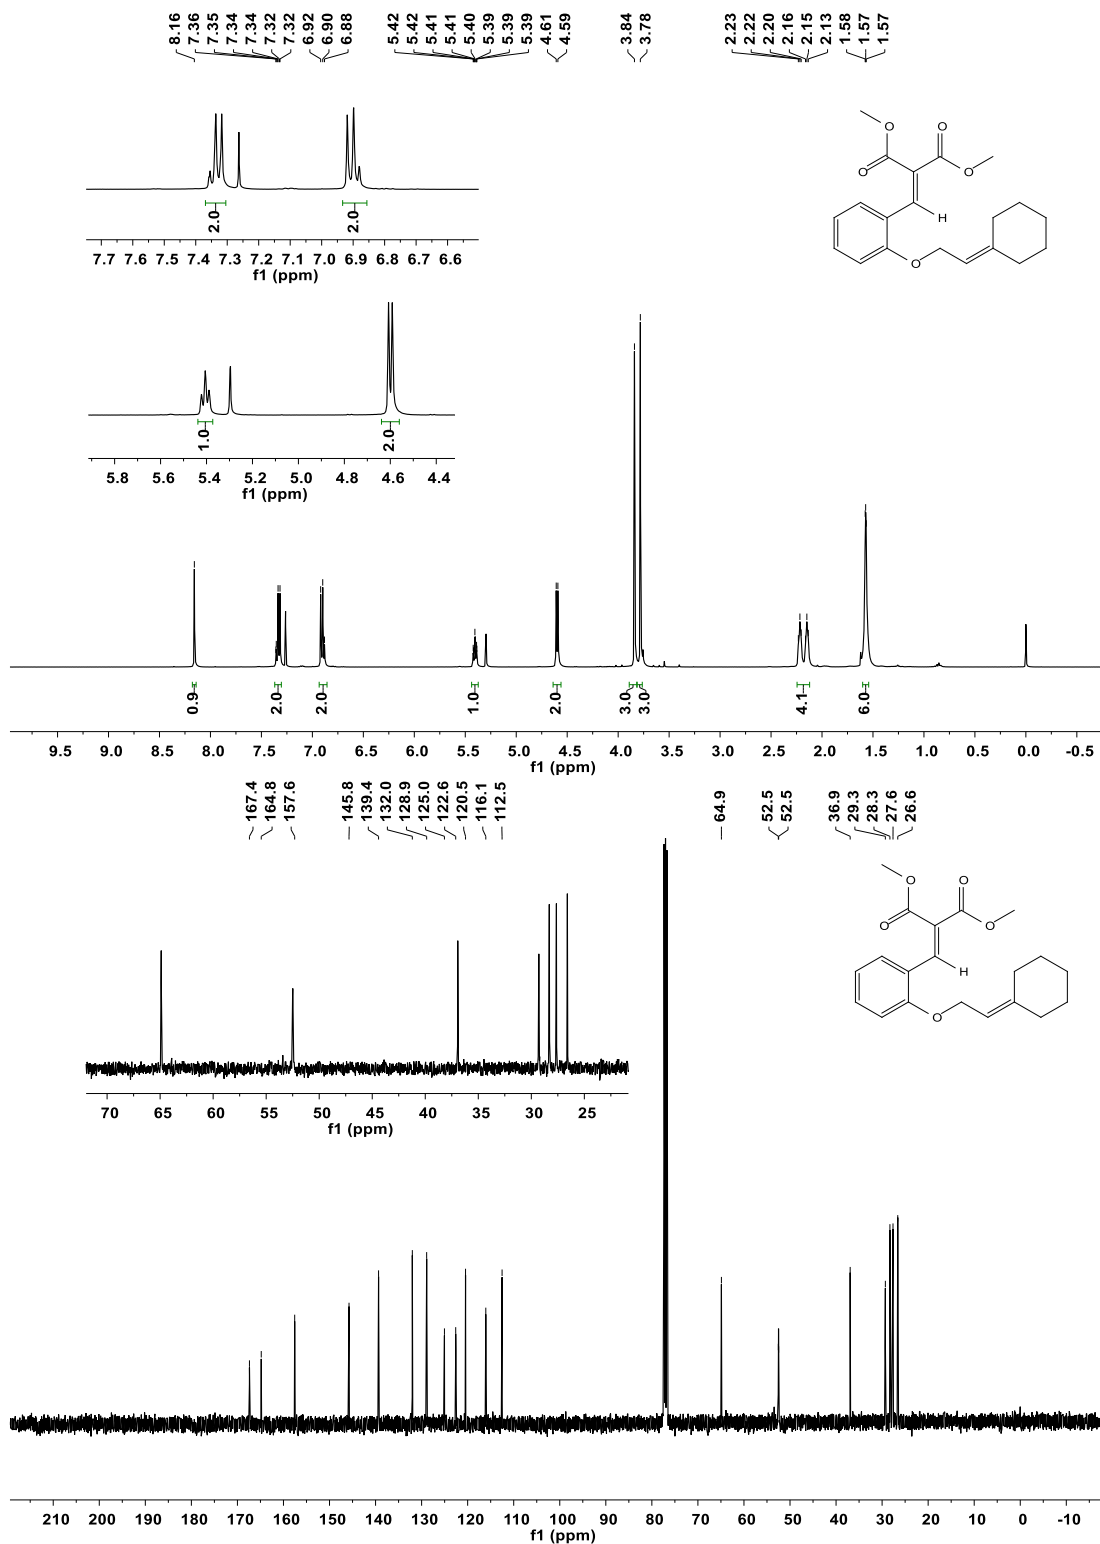 8.16 7.36 7.35 7.34 7.34 7.32 7.32 6.92 6.90 6.88 5.42 5.42 5.41 5.41 5.40 5.39 5.39 5.39 4.61 4.59 3.84 3.78 2.23 2.22 2.20 2.16 2.15 2.13 1.58 1.57 1.57
2.0 2.0
7.7 7.6 7.5 7.4 7.3 7.2 7.1 7.0 6.9 6.8 6.7 6.6
f1 (ppm)
O O
O O
H
O
1.0 2.0
5.8 5.6 5.4 5.2 5.0 4.8 4.6 4.4
f1 (ppm)
0.9 2.0 2.0 1.0 2.0 3.0 3.0 4.1 6.0
9.5 9.0 8.5 8.0 7.5 7.0 6.5 6.0 5.5 5.0 4.5 4.0 3.5 3.0 2.5 2.0 1.5 1.0 0.5 0.0 -0.5
f1 (ppm)
167.4 164.8 157.6 145.8 139.4 132.0 128.9 125.0 122.6 120.5 116.1 112.5 64.9 52.5 52.5 36.9 29.3 28.3 27.6 26.6
O O
O O
H
O
70 65 60 55 50 45 40 35 30 25
f1 (ppm)
210 200 190 180 170 160 150 140 130 120 110 100 90 80 70 60 50 40 30 20 10 0 -10
f1 (ppm)